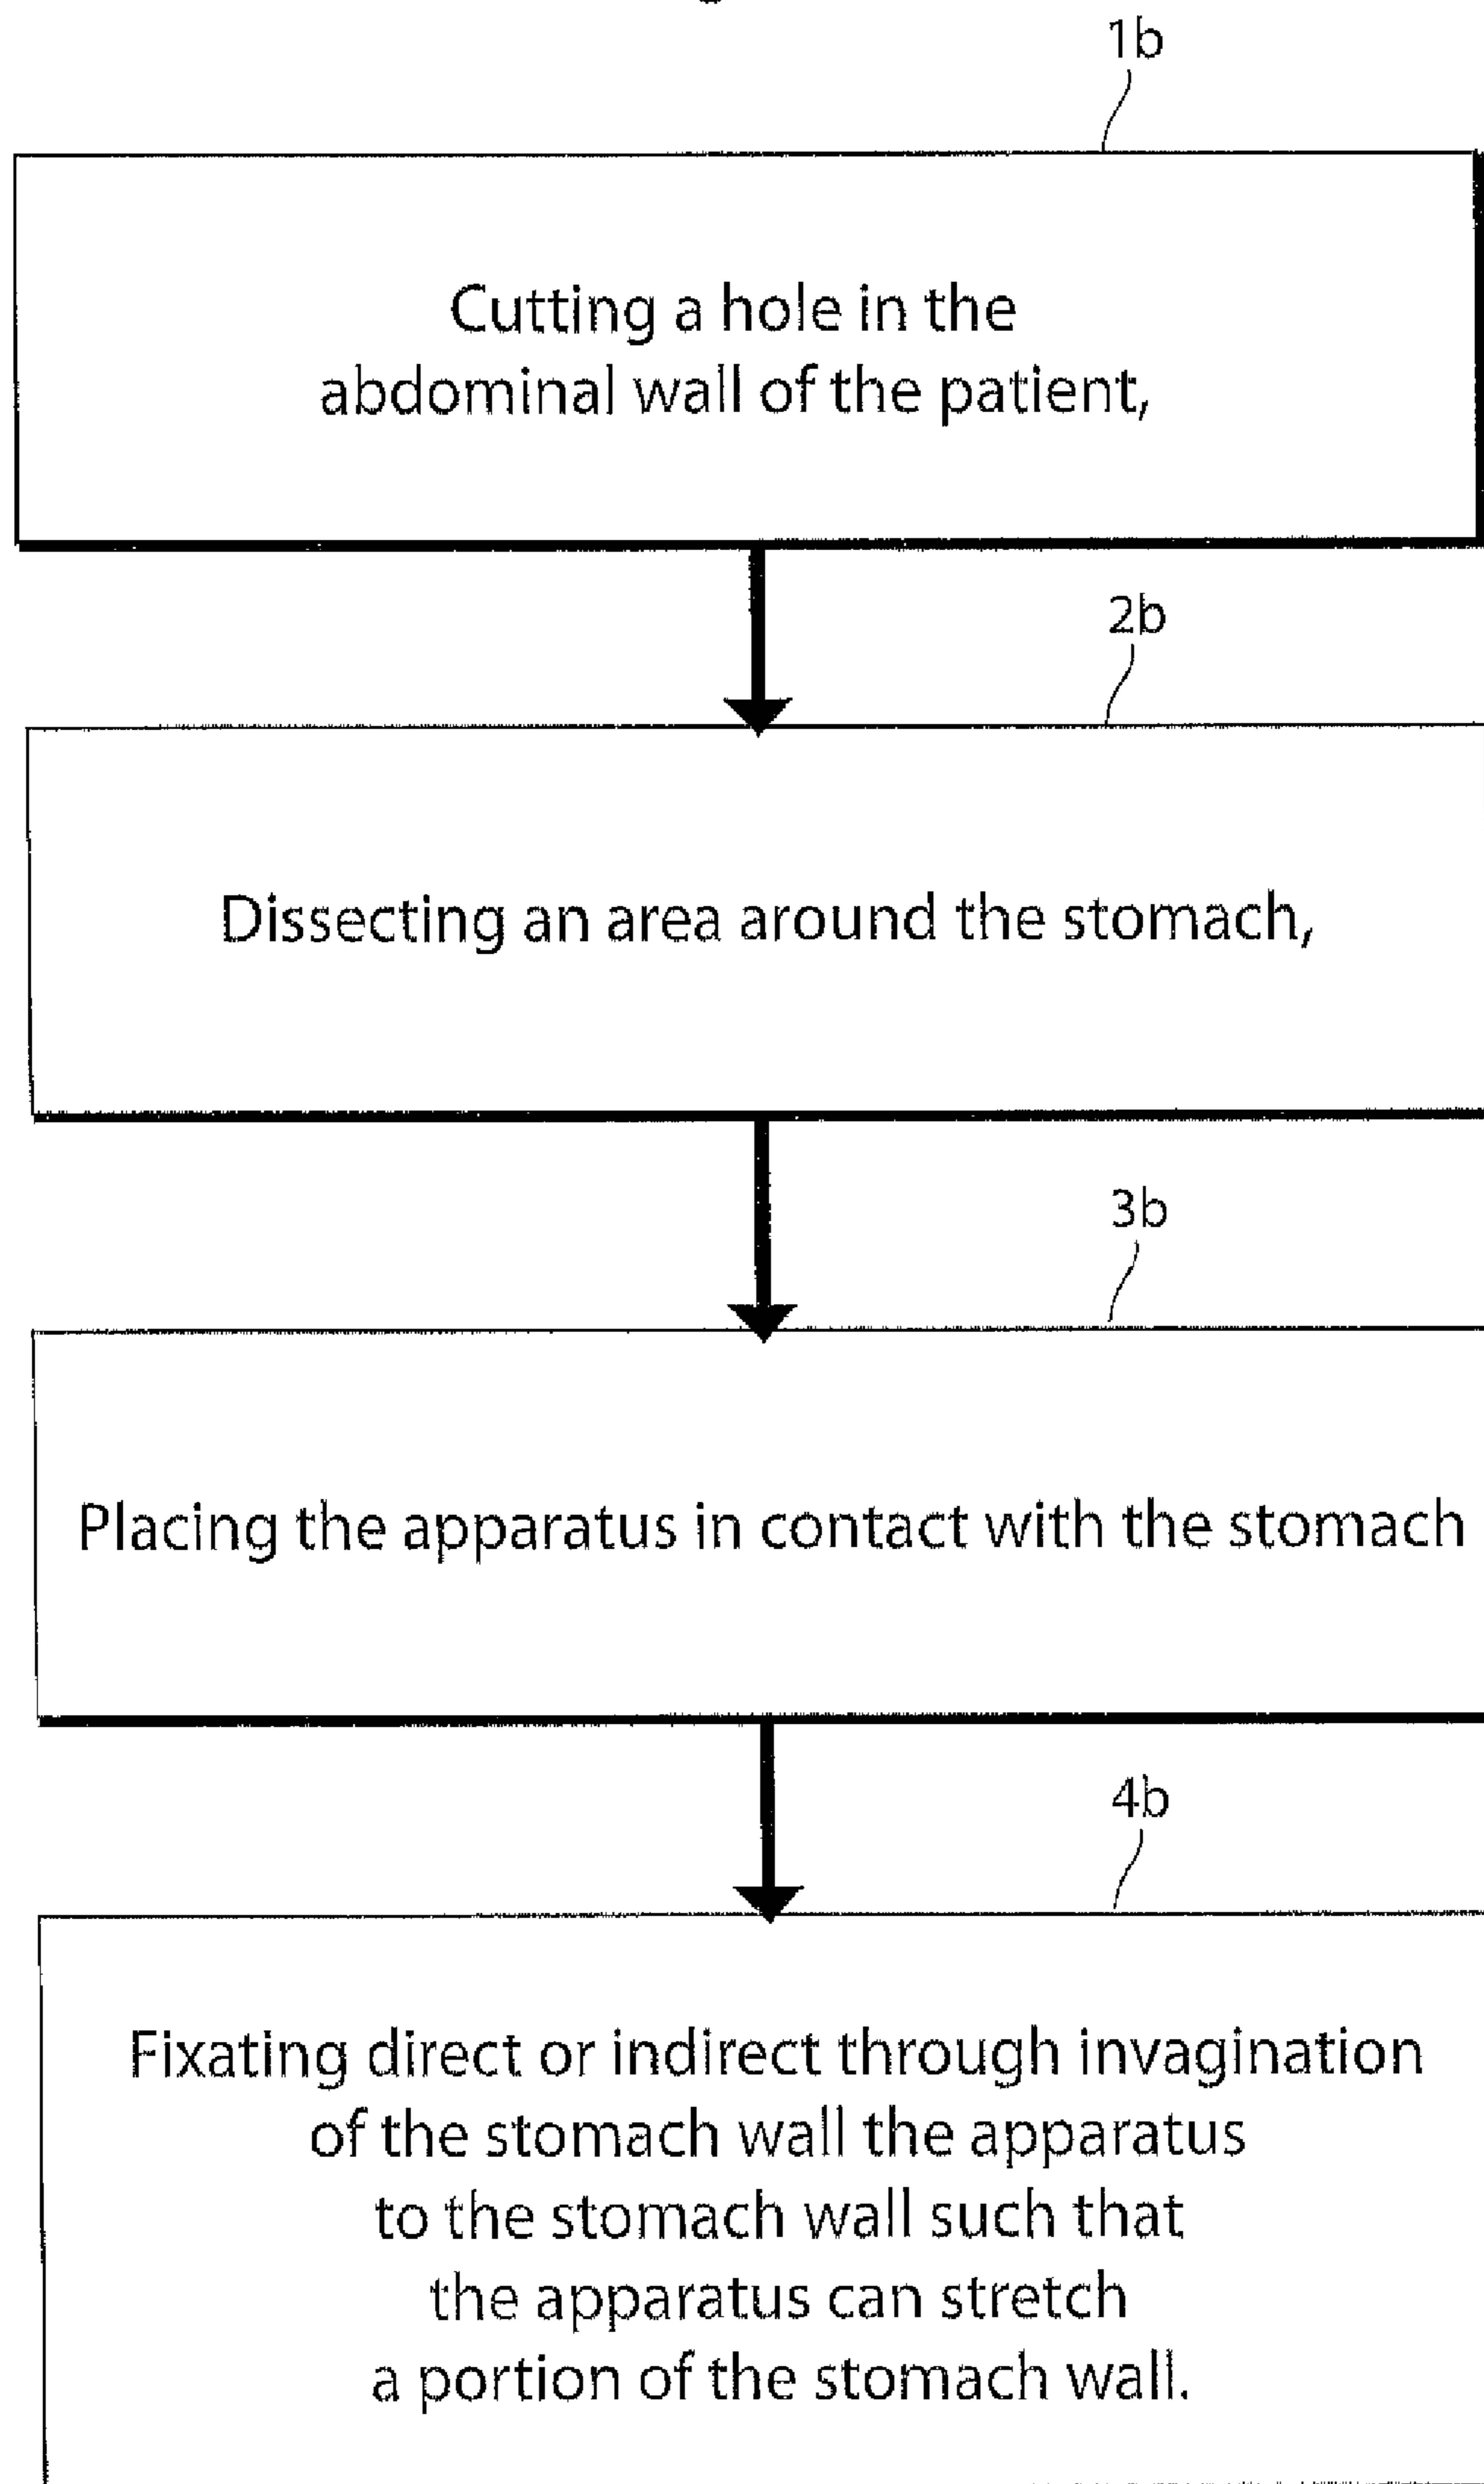 1b
Cutting a hole in the
abdominal wall of the patient,
2b
Dissecting an area around the stomach,
3b
Placing the apparatus in contact with the stomach
4b
Fixating direct or indirect through invagination
of the stomach wall the apparatus
to the stomach wall such that
the apparatus can stretch
a portion of the stomach wall.